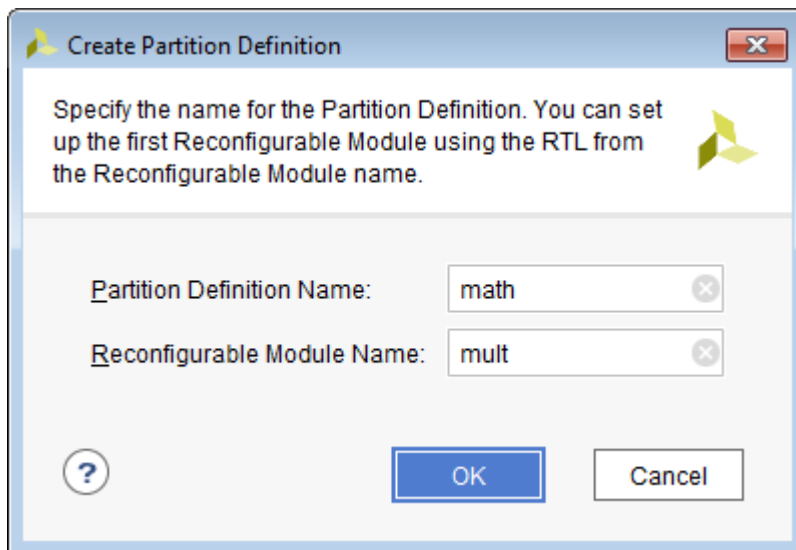 Create Partition Definition
Specify the name for the Partition Definition. You can set
up the first Reconfigurable Module using the RTL from
the Reconfigurable Module name.
Partition Definition Name: math
Reconfigurable Module Name: mult
? OK Cancel